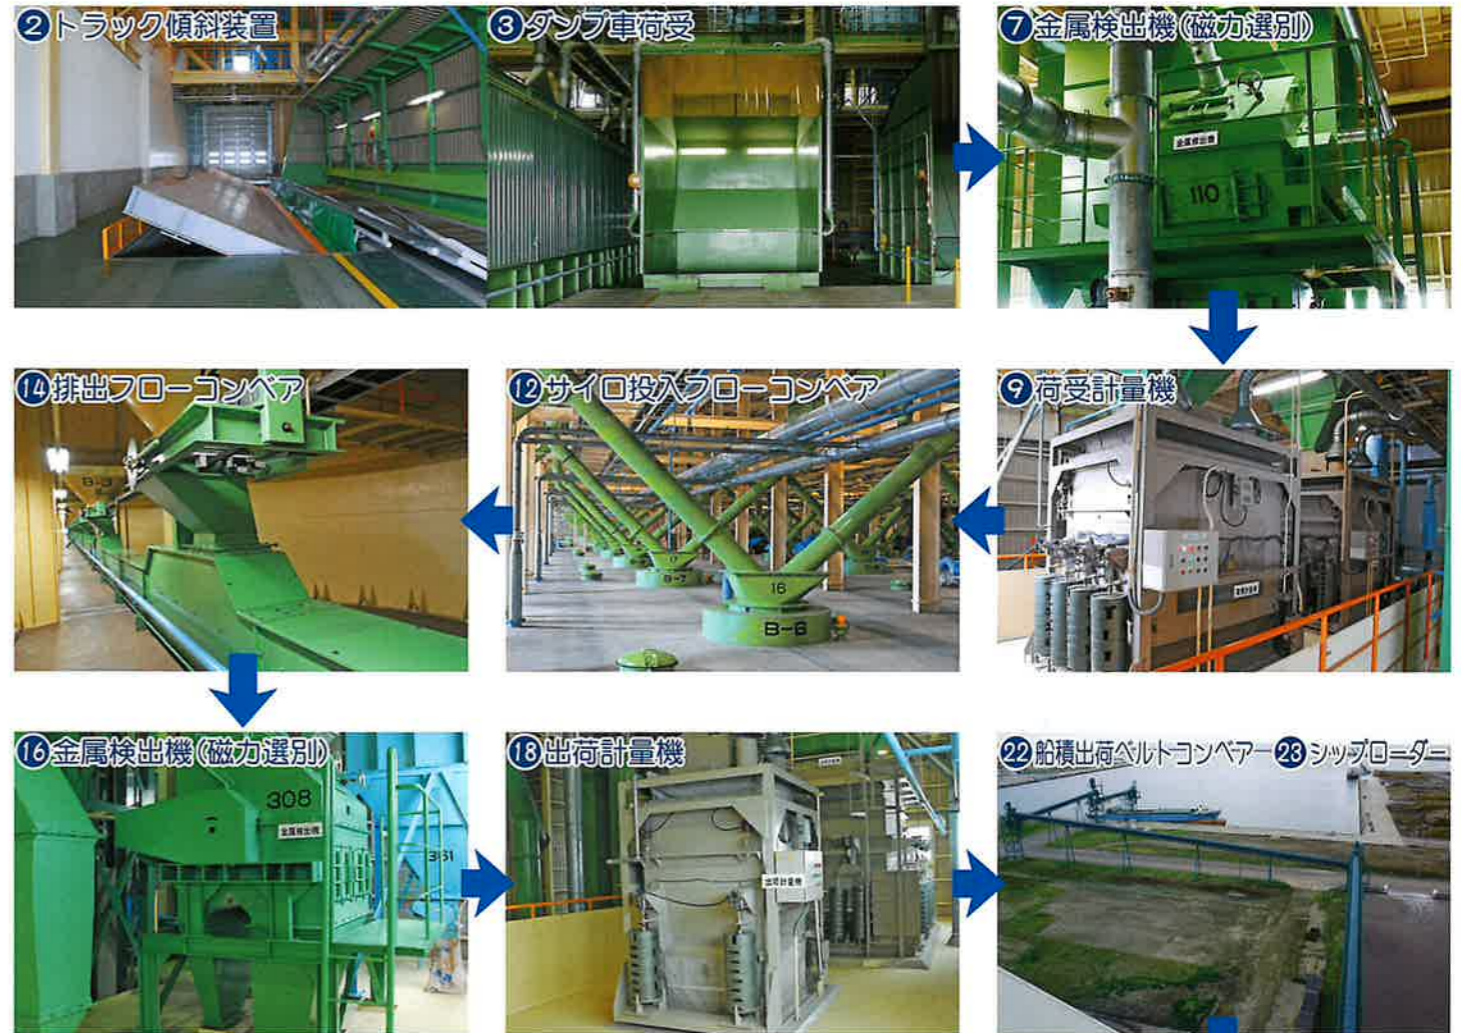 ②トラック傾斜装置
③ダンプ車荷受
⑦金属検出機(磁力選別)
金属検出機
110
⑭排出フローコンベア
B-3
⑫サイロ投入フローコンベア
17
B-7
16
B-6
⑨荷受計量機
⑯金属検出機(磁力選別)
308
金属検出機
361
⑱出荷計量機
出荷計量機
㉒船積出荷ベルトコンベアー ㉓シップローダー